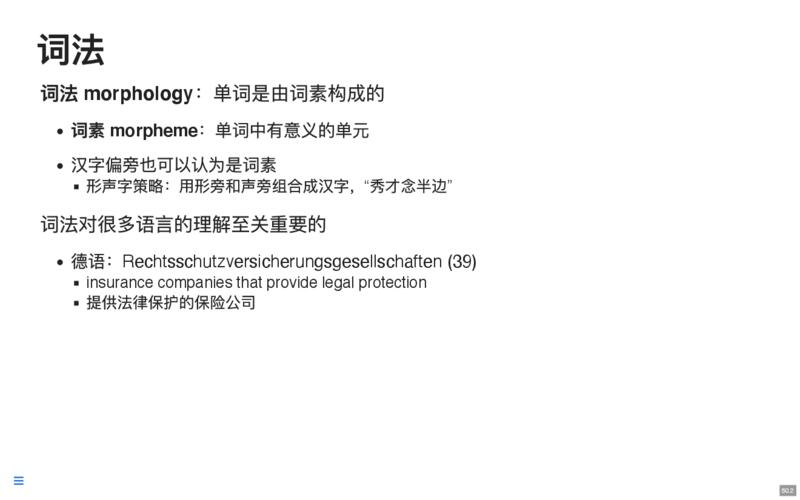 词法
词法 morphology：单词是由词素构成的
词素 morpheme：单词中有意义的单元
汉字偏旁也可以认为是词素
形声字策略：用形旁和声旁组合成汉字，“秀才念半边”
词法对很多语言的理解至关重要的
德语：Rechtsschutzversicherungsgesellschaften (39)
insurance companies that provide legal protection
提供法律保护的保险公司
50.2